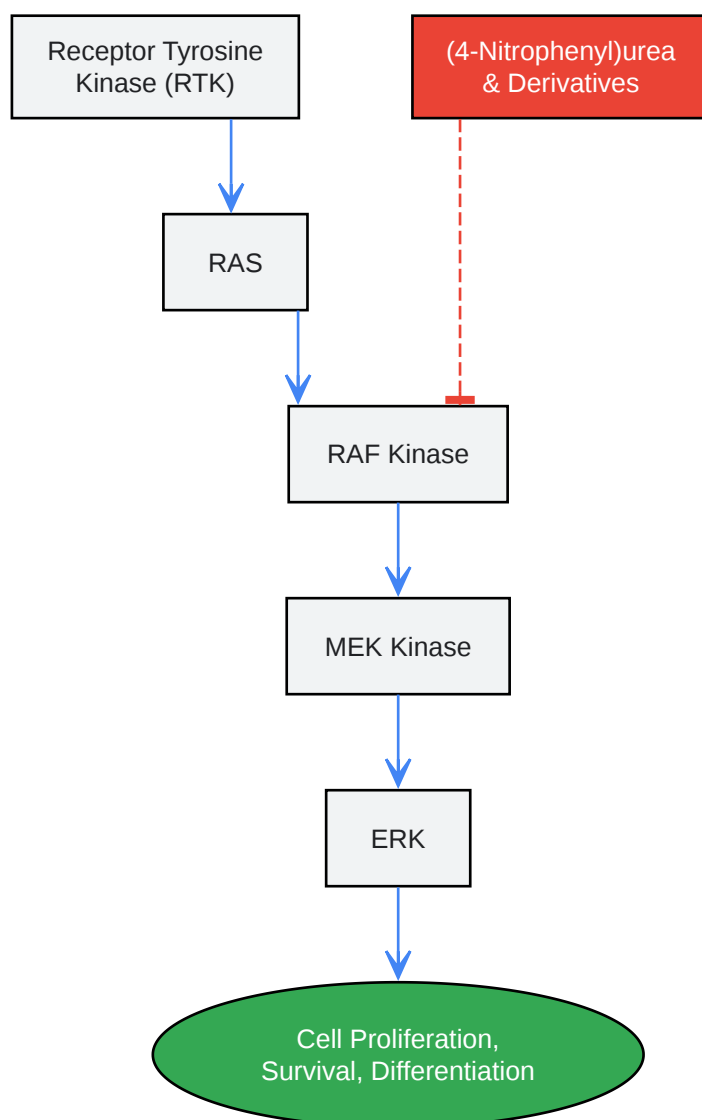 Receptor Tyrosine
Kinase (RTK)
(4-Nitrophenyl)urea
& Derivatives
RAS
RAF Kinase
MEK Kinase
ERK
Cell Proliferation,
Survival, Differentiation